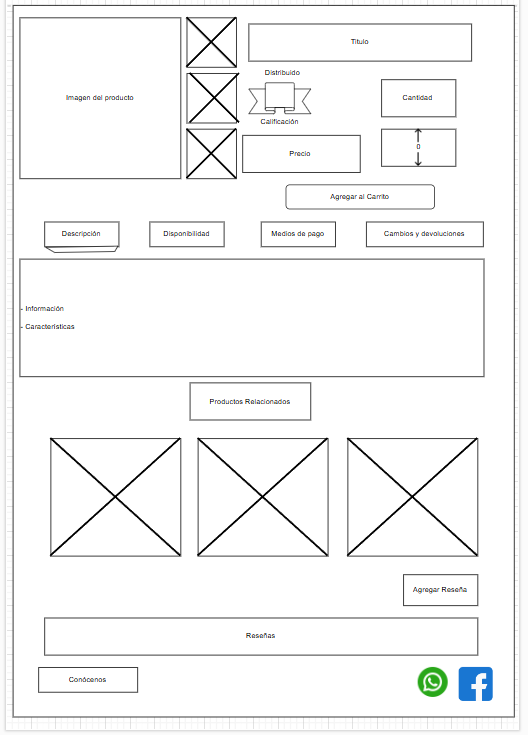 Imagen del producto
Titulo
Distribuido
Calificación
Cantidad
Precio
0
Agregar al Carrito
Descripción
Disponibilidad
Medios de pago
Cambios y devoluciones
- Información
- Características
Productos Relacionados
Agregar Reseña
Reseñas
Conócenos